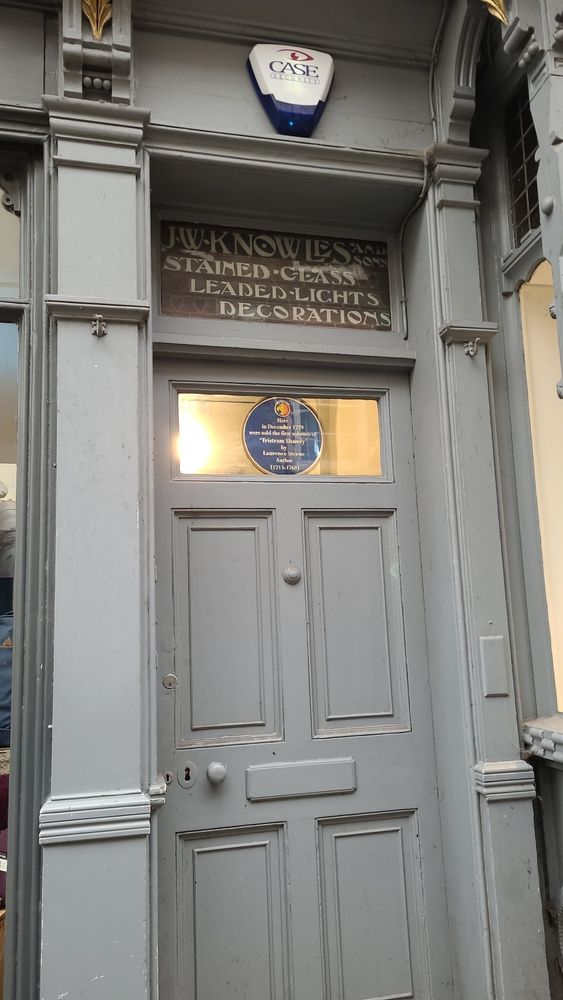 CASE
SECURITY
J·W·KNOWLES AND SONS
STAINED·GLASS
LEADED·LIGHTS
DECORATIONS
Here
in December 1759
were sold the first volumes of
"Tristram Shandy"
by
Laurence Sterne
Author
(1713-1768)